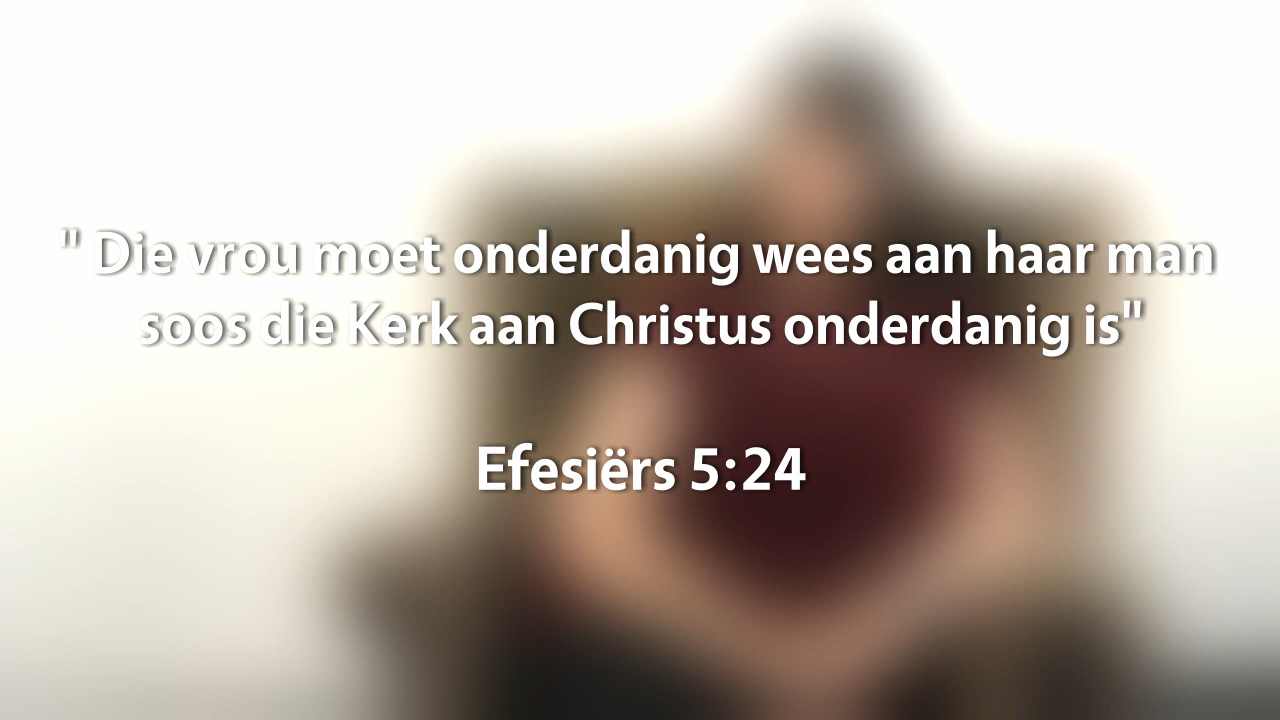 " Die vrou moet onderdanig wees aan haar man
soos die Kerk aan Christus onderdanig is"
Efesiërs 5:24